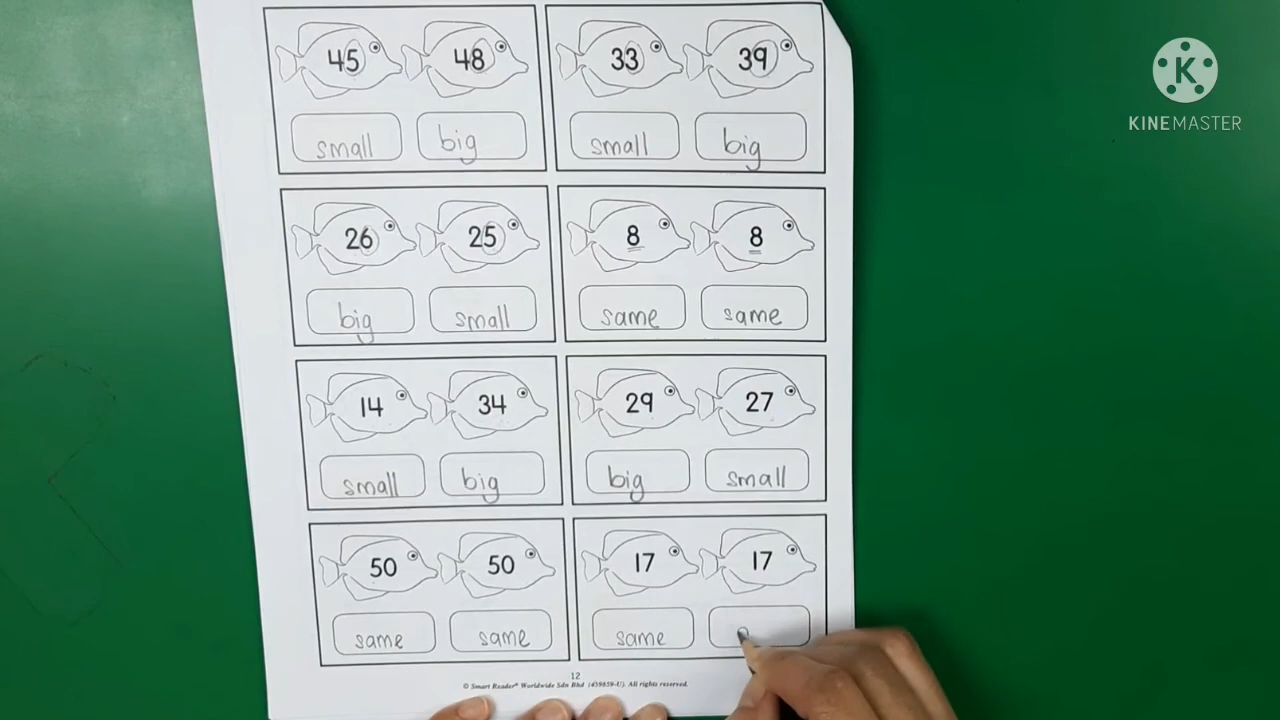 45 48 33 39
small big small big
26 25 8 8
big small same same
14 34 29 27
small big big small
50 50 17 17
same same same
12
© Smart Reader® Worldwide Sdn Bhd (459859-U). All rights reserved.
K
KINEMASTER